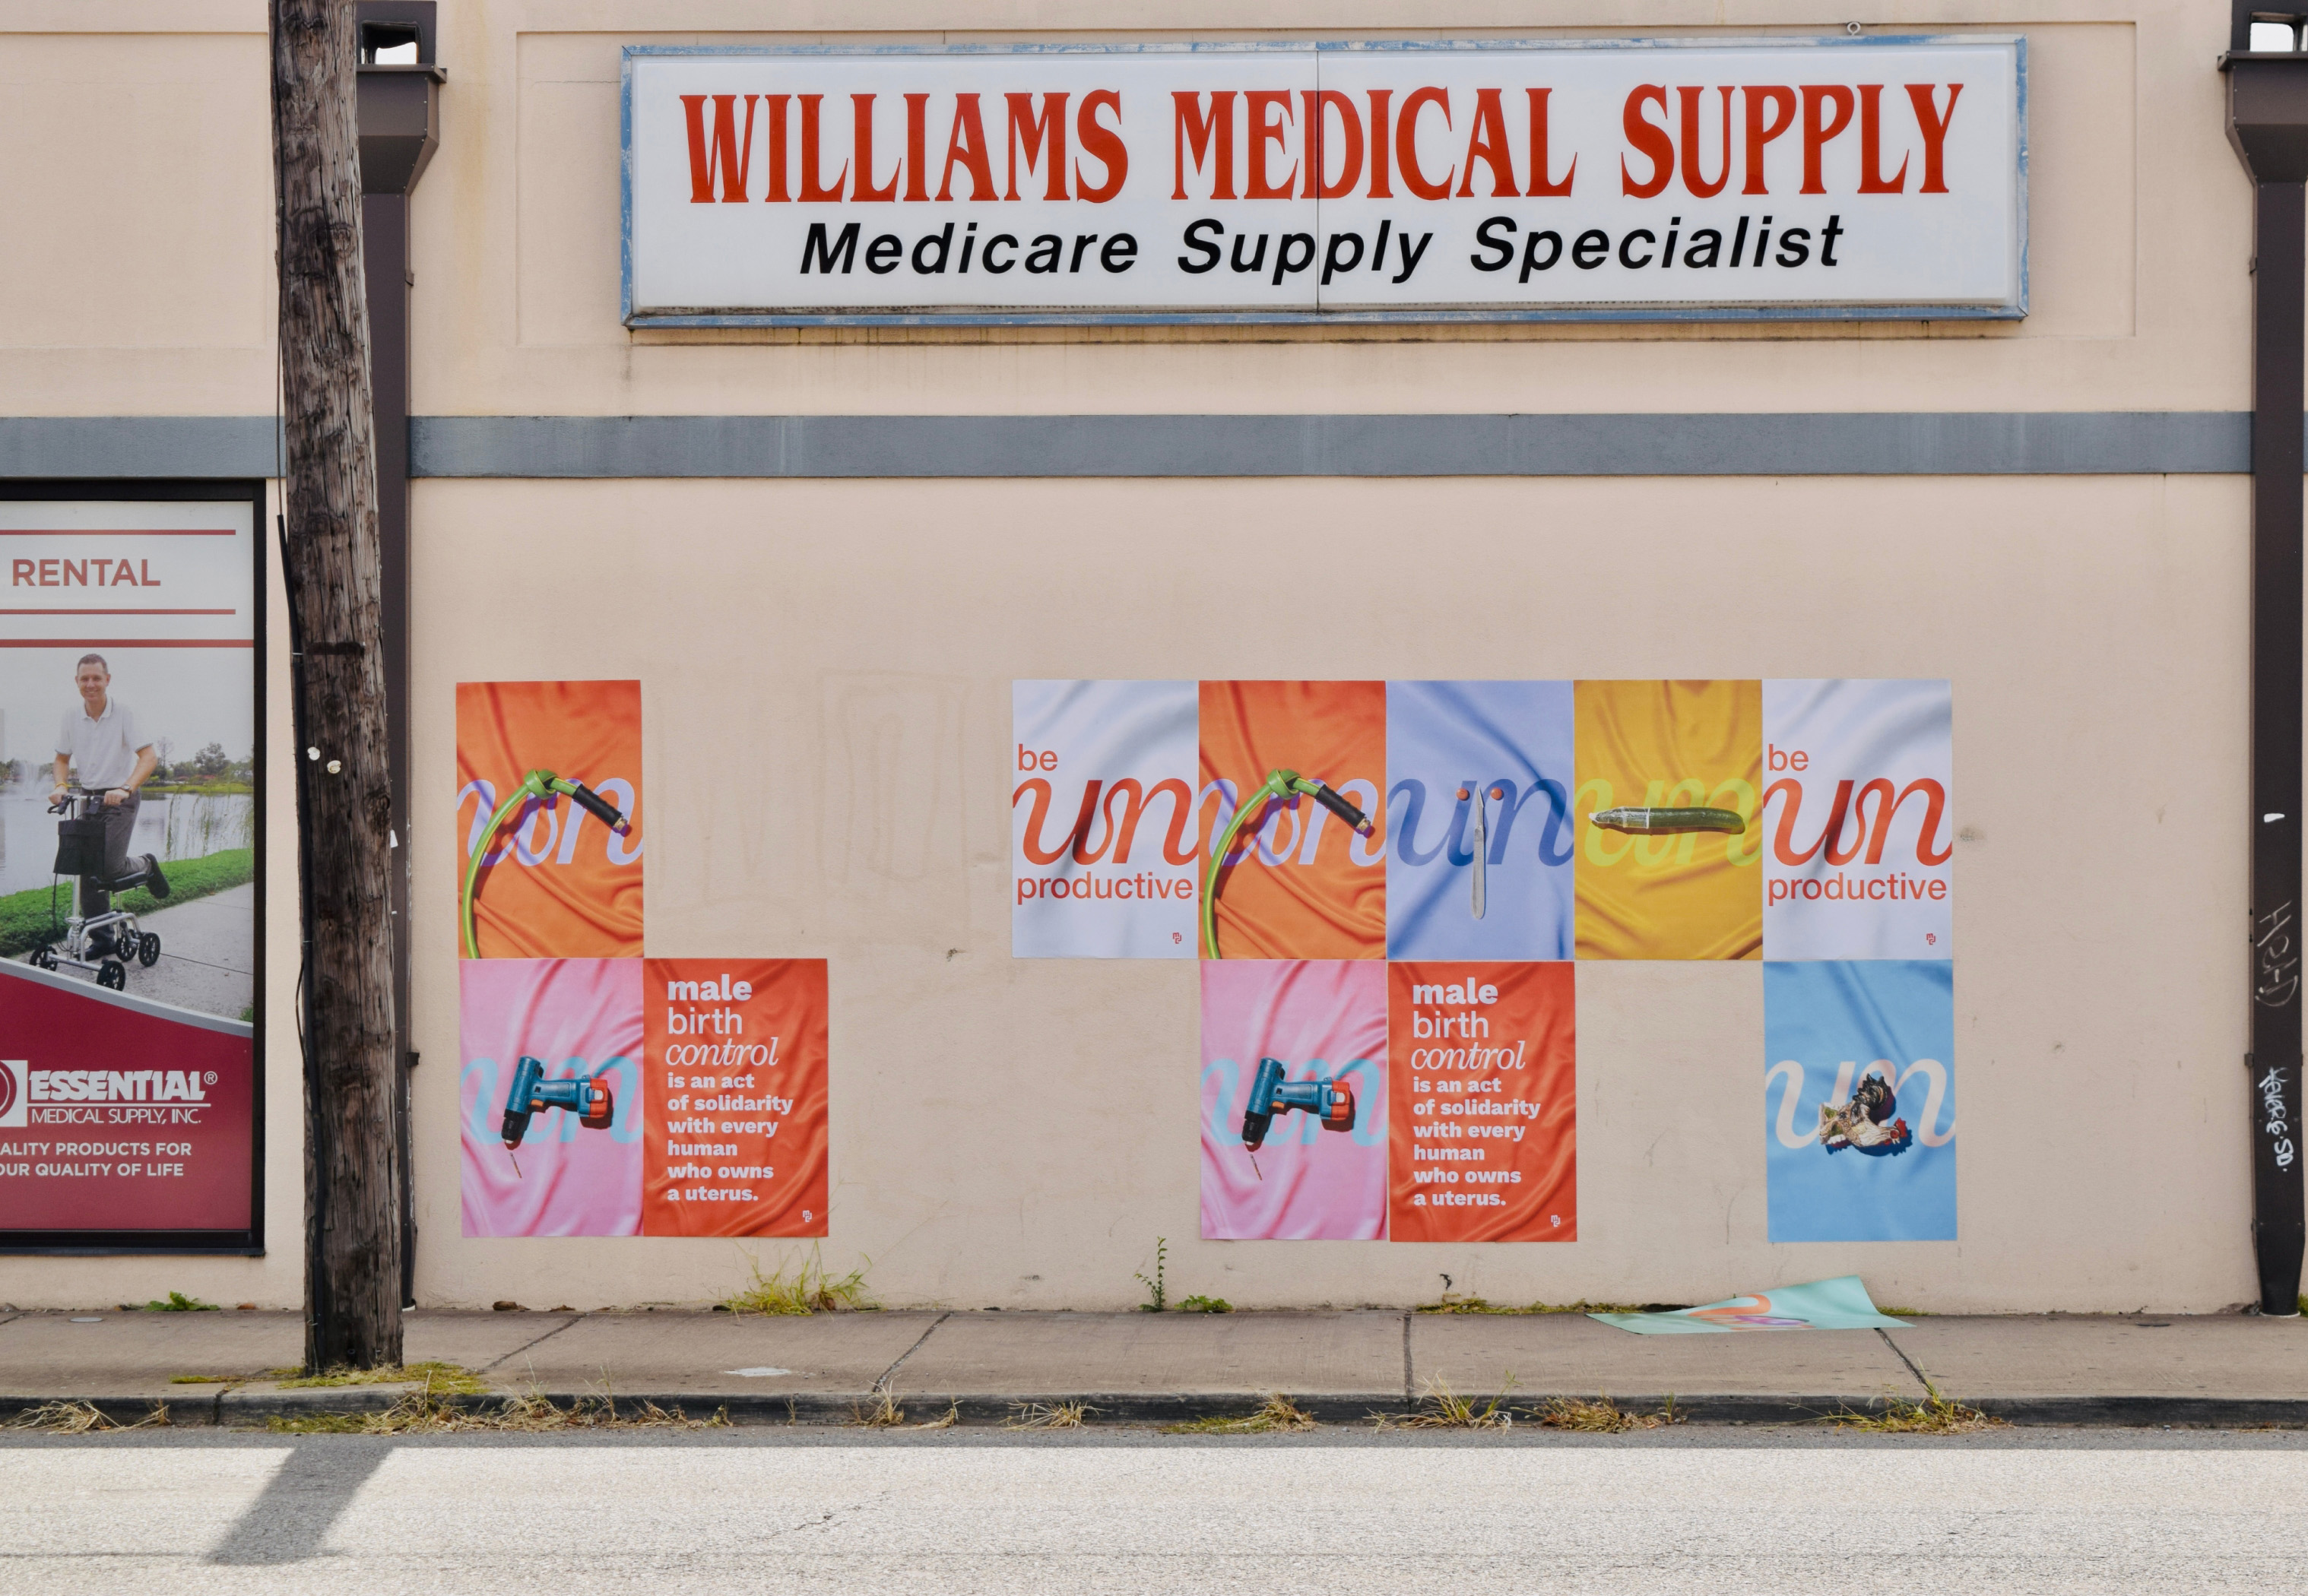 WILLIAMS MEDICAL SUPPLY
Medicare Supply Specialist
RENTAL
ESSENTIAL®
MEDICAL SUPPLY, INC.
ALITY PRODUCTS FOR
OUR QUALITY OF LIFE
un
un
male
birth
control
is an act
of solidarity
with every
human
who owns
a uterus.
be
un
productive
un
un
un
be
un
productive
un
male
birth
control
is an act
of solidarity
with every
human
who owns
a uterus.
un